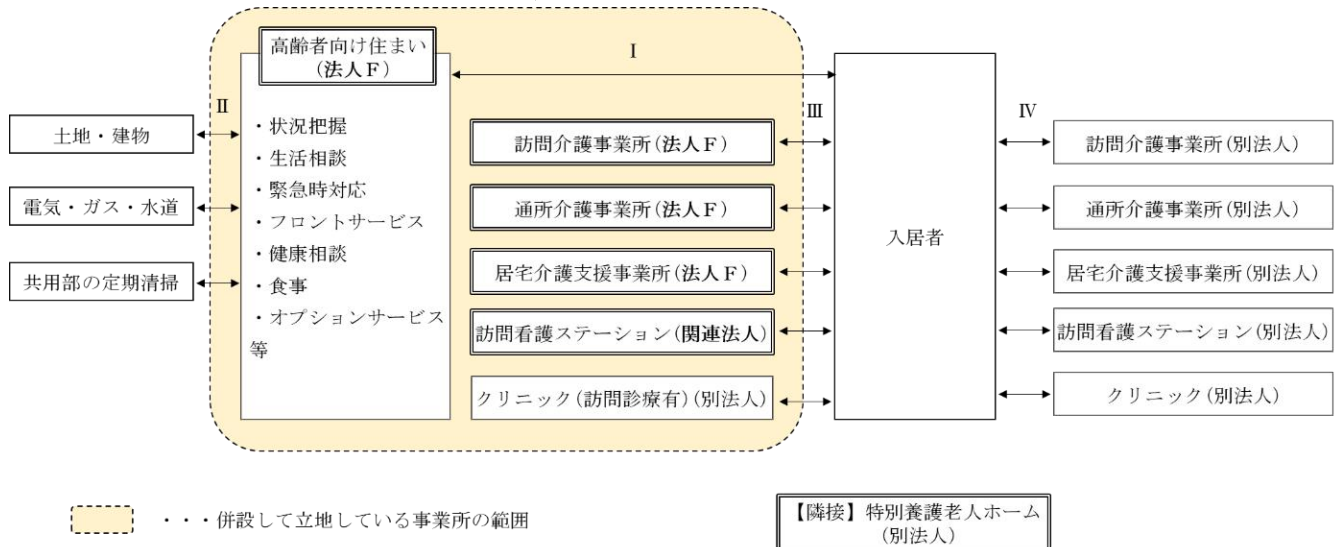 高齢者向け住まい
(法人F)
・状況把握
・生活相談
・緊急時対応
・フロントサービス
・健康相談
・食事
・オプションサービス
等
土地・建物
電気・ガス・水道
共用部の定期清掃
Ⅱ
Ⅰ
訪問介護事業所(法人F)
通所介護事業所(法人F)
居宅介護支援事業所(法人F)
訪問看護ステーション(関連法人)
クリニック(訪問診療有)(別法人)
Ⅲ
入居者
Ⅳ
訪問介護事業所(別法人)
通所介護事業所(別法人)
居宅介護支援事業所(別法人)
訪問看護ステーション(別法人)
クリニック(別法人)
・・・併設して立地している事業所の範囲
【隣接】特別養護老人ホーム
(別法人)